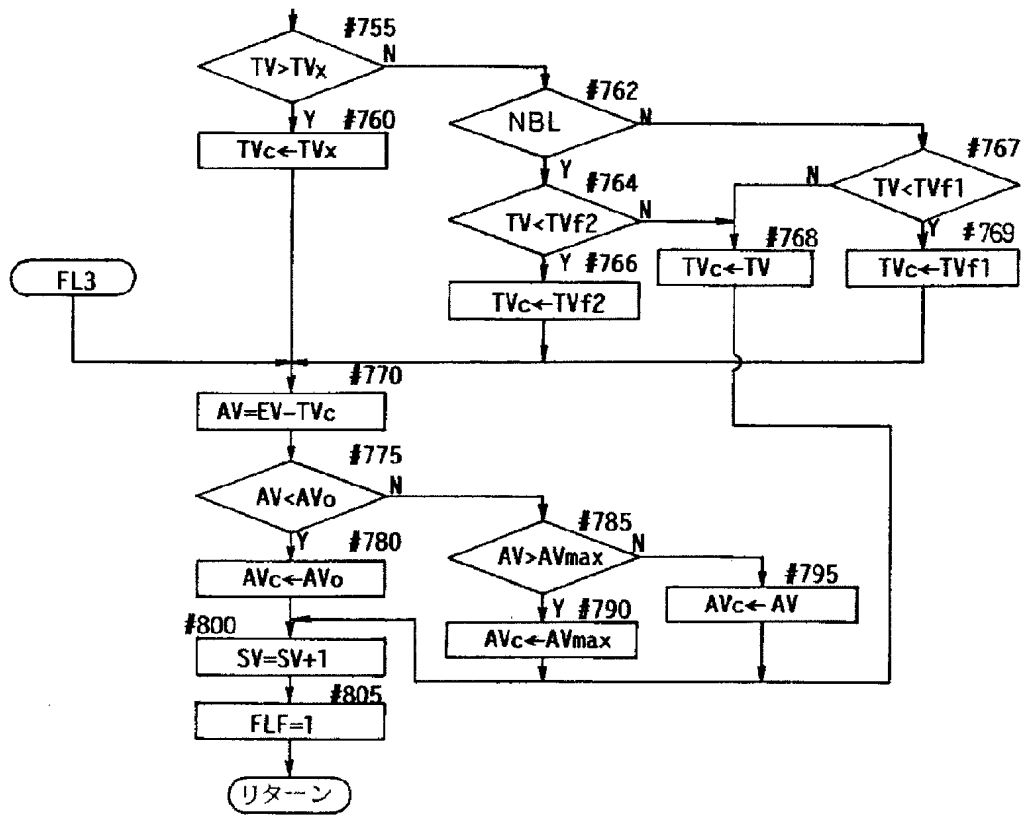 #755
TV>TVx
N
Y
#760
TVc←TVx
#762
NBL
N
Y
#764
TV<TVf2
N
Y
#766
TVc←TVf2
#767
TV<TVf1
N
Y
#768
TVc←TV
#769
TVc←TVf1
FL3
#770
AV=EV-TVc
#775
AV<AVo
N
Y
#780
AVc←AVo
#785
AV>AVmax
N
Y
#790
AVc←AVmax
#795
AVc←AV
#800
SV=SV+1
#805
FLF=1
リターン